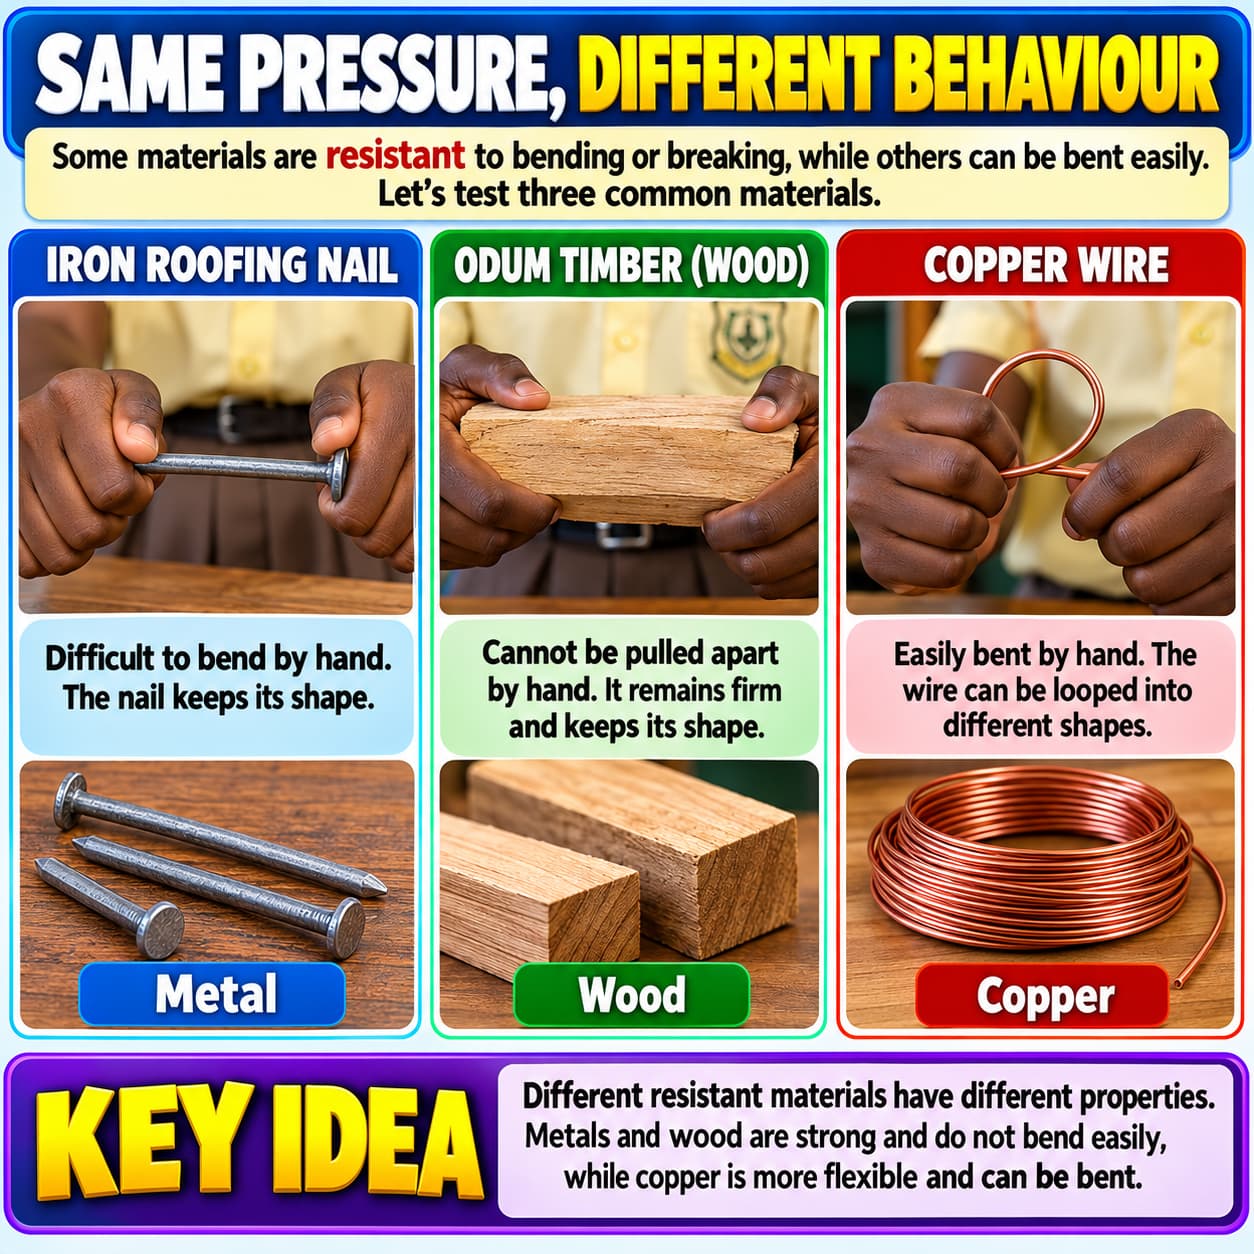 SAME PRESSURE, DIFFERENT BEHAVIOUR
Some materials are resistant to bending or breaking, while others can be bent easily.
Let's test three common materials.
IRON ROOFING NAIL
Difficult to bend by hand.
The nail keeps its shape.
Metal
ODUM TIMBER (WOOD)
Cannot be pulled apart
by hand. It remains firm
and keeps its shape.
Wood
COPPER WIRE
Easily bent by hand. The
wire can be looped into
different shapes.
Copper
KEY IDEA
Different resistant materials have different properties.
Metals and wood are strong and do not bend easily,
while copper is more flexible and can be bent.